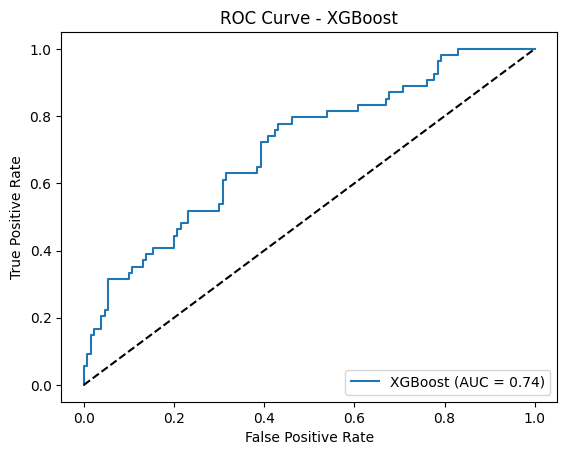 ROC Curve - XGBoost
True Positive Rate
1.0
0.8
0.6
0.4
0.2
0.0
XGBoost (AUC = 0.74)
0.0 0.2 0.4 0.6 0.8 1.0
False Positive Rate